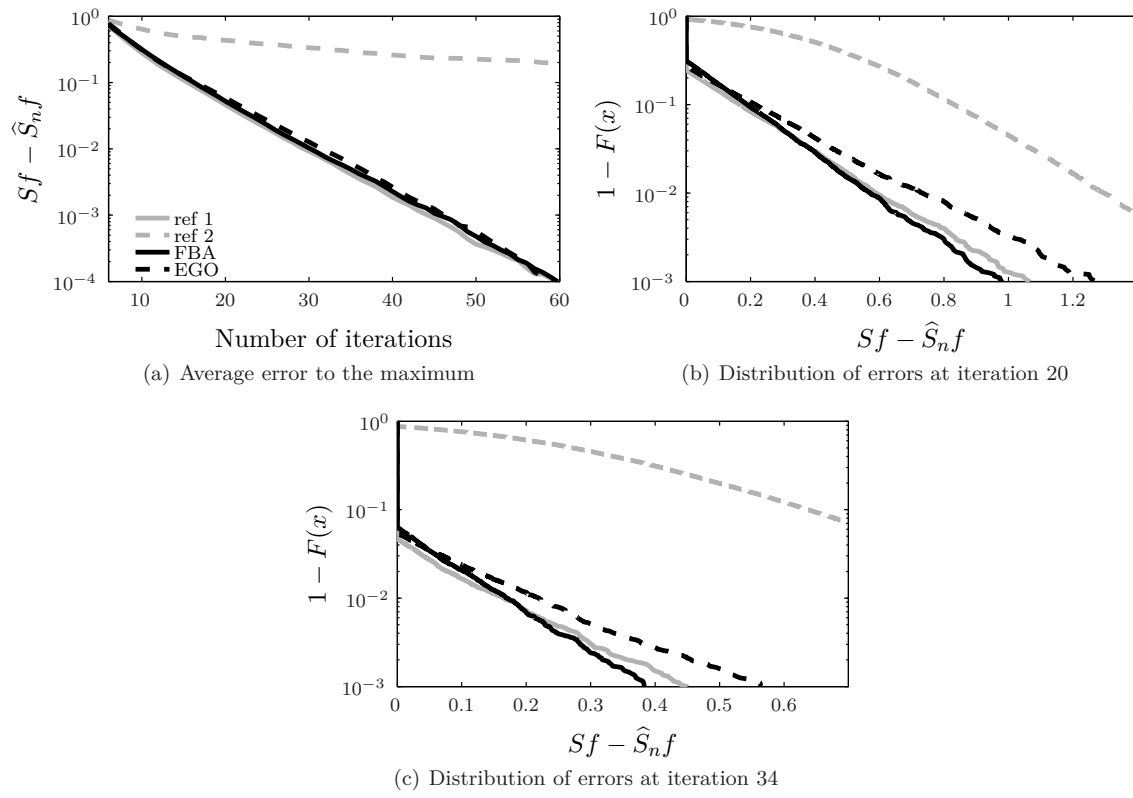 10^0
10^{-1}
10^{-2}
10^{-3}
10^{-4}
Sf − Ŝ_n f
ref 1
ref 2
FBA
EGO
10 20 30 40 50 60
Number of iterations
(a) Average error to the maximum
10^0
10^{-1}
10^{-2}
10^{-3}
1 − F(x)
0 0.2 0.4 0.6 0.8 1 1.2
Sf − Ŝ_n f
(b) Distribution of errors at iteration 20
10^0
10^{-1}
10^{-2}
10^{-3}
1 − F(x)
0 0.1 0.2 0.3 0.4 0.5 0.6
Sf − Ŝ_n f
(c) Distribution of errors at iteration 34